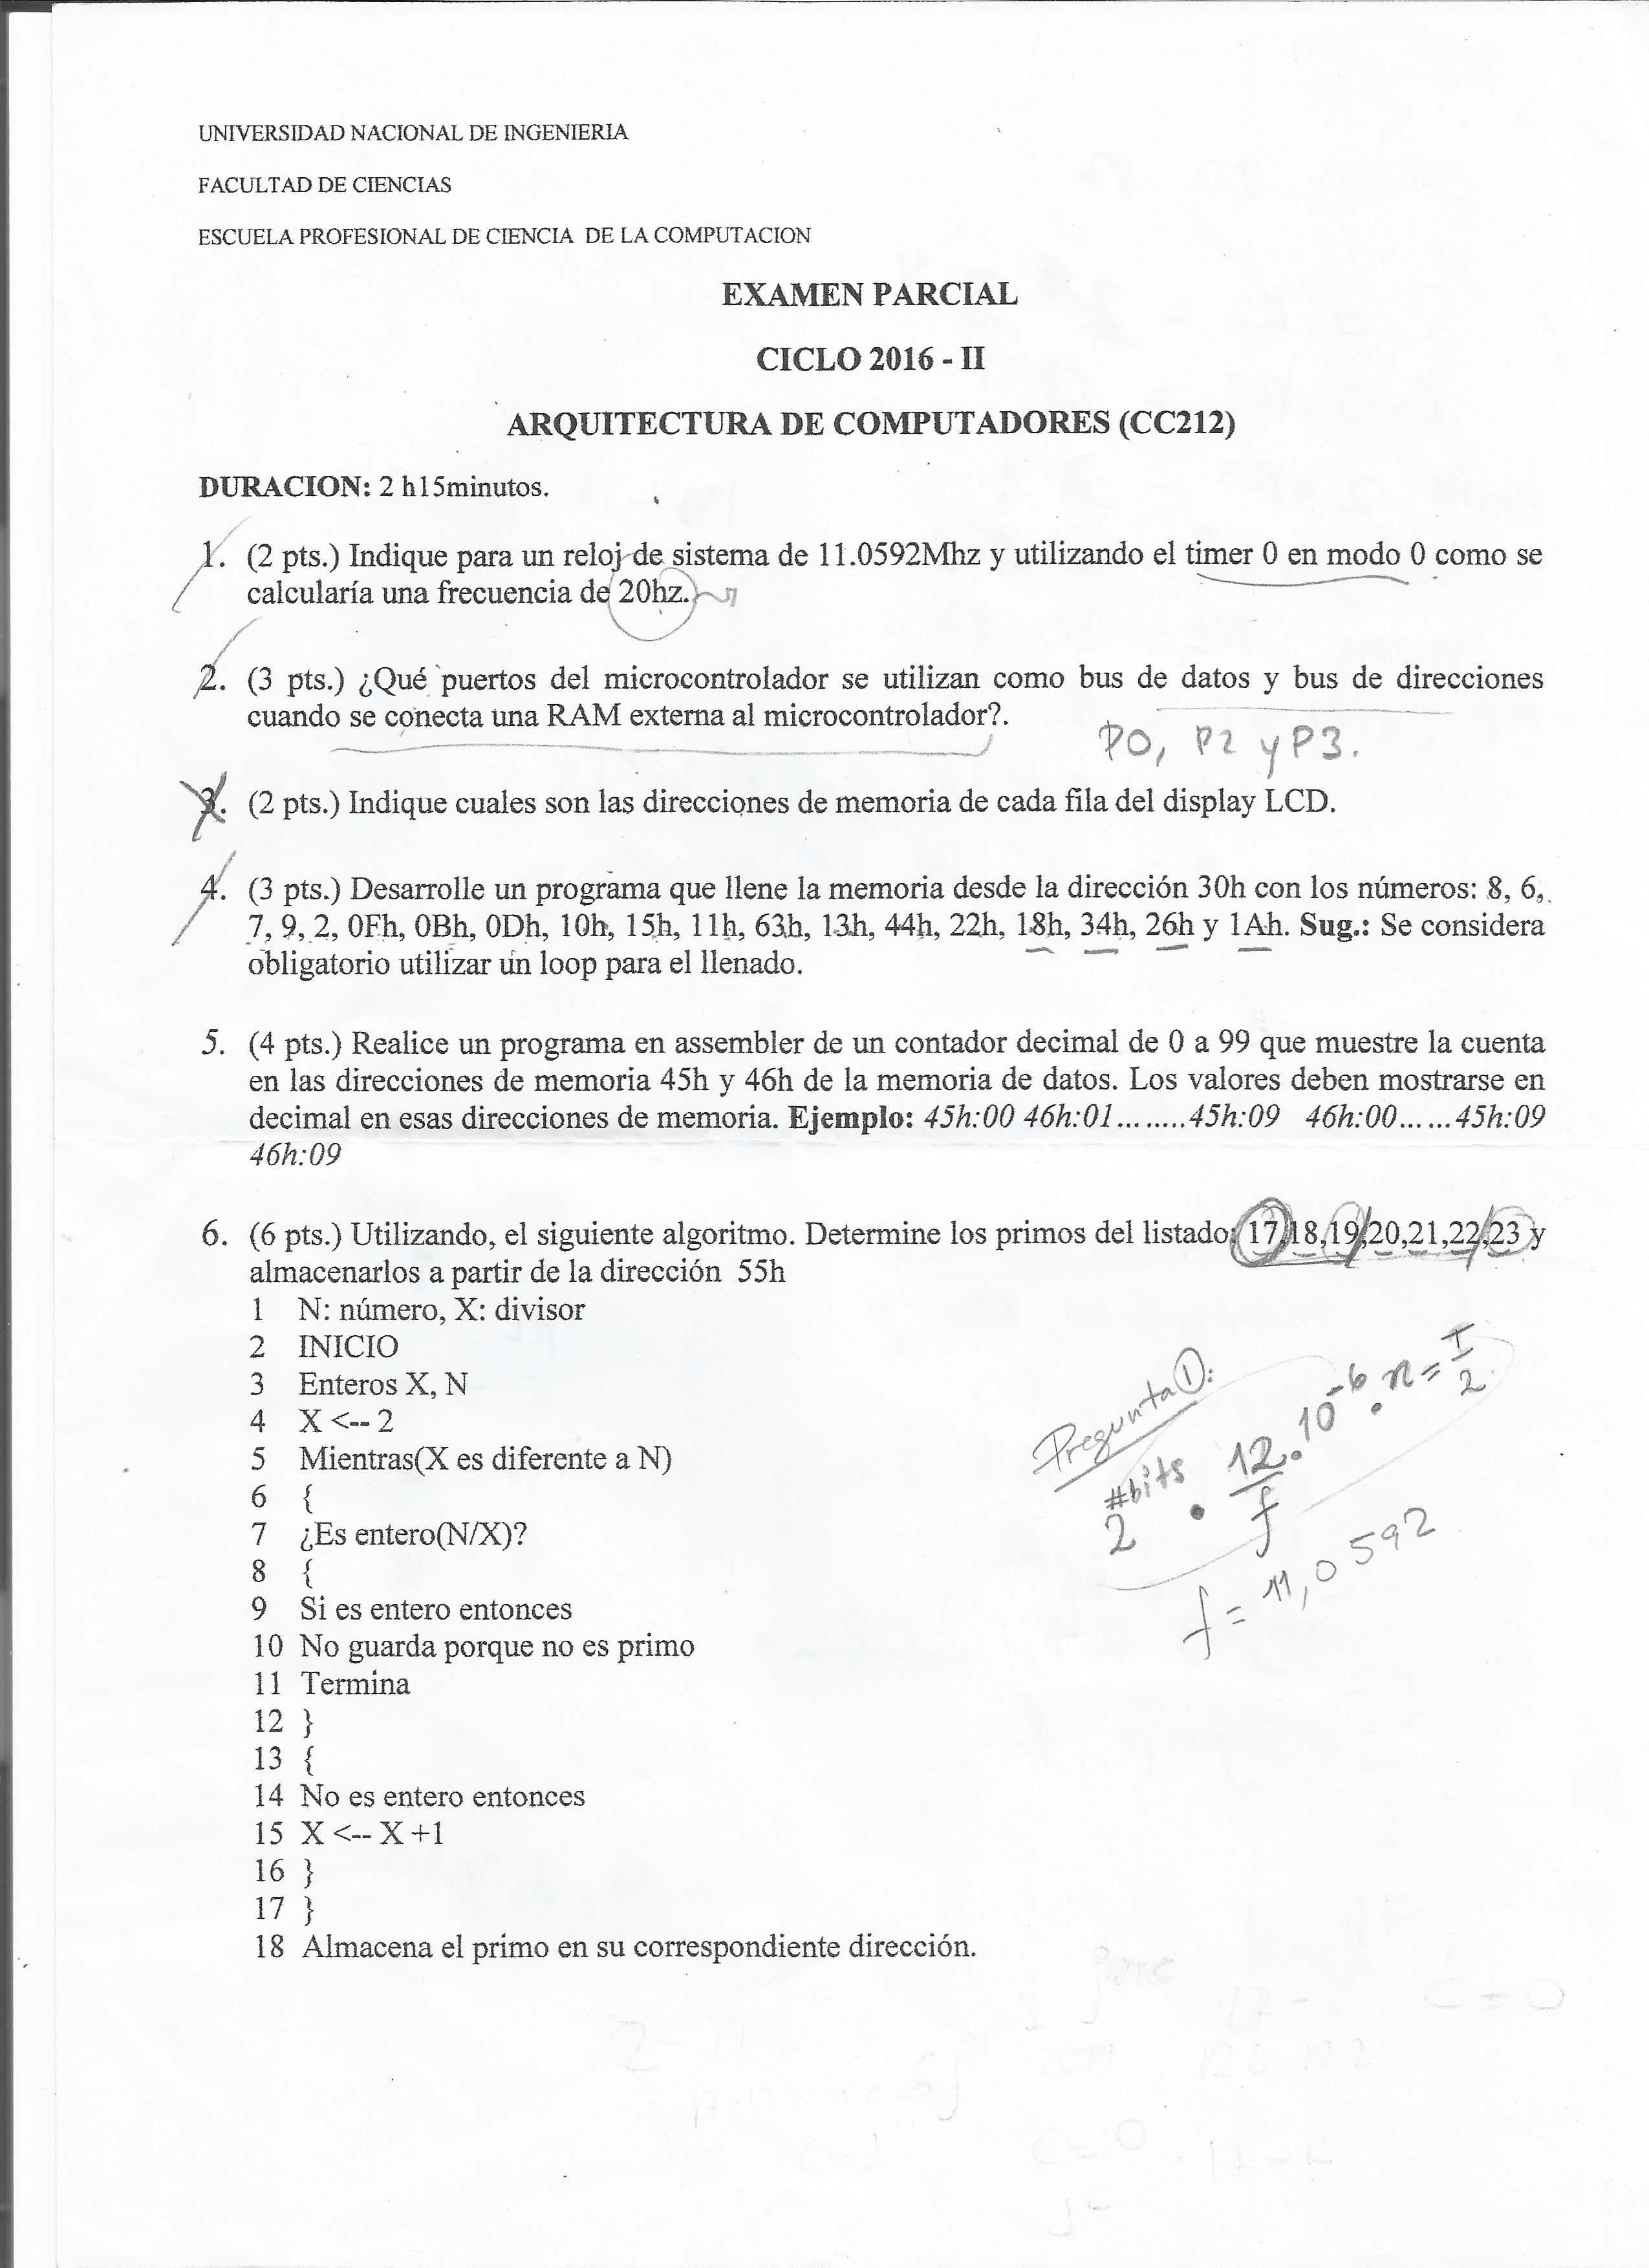 UNIVERSIDAD NACIONAL DE INGENIERIA
FACULTAD DE CIENCIAS
ESCUELA PROFESIONAL DE CIENCIA DE LA COMPUTACION
EXAMEN PARCIAL
CICLO 2016 - II
ARQUITECTURA DE COMPUTADORES (CC212)
DURACION: 2 h15minutos.
1. (2 pts.) Indique para un reloj de sistema de 11.0592Mhz y utilizando el timer 0 en modo 0 como se
calcularía una frecuencia de 20hz.
2. (3 pts.) ¿Qué puertos del microcontrolador se utilizan como bus de datos y bus de direcciones
cuando se conecta una RAM externa al microcontrolador?.
P0, P2 y P3.
3. (2 pts.) Indique cuales son las direcciones de memoria de cada fila del display LCD.
4. (3 pts.) Desarrolle un programa que llene la memoria desde la dirección 30h con los números: 8, 6,
7, 9, 2, 0Fh, 0Bh, 0Dh, 10h, 15h, 11h, 63h, 13h, 44h, 22h, 18h, 34h, 26h y 1Ah. Sug.: Se considera
obligatorio utilizar un loop para el llenado.
5. (4 pts.) Realice un programa en assembler de un contador decimal de 0 a 99 que muestre la cuenta
en las direcciones de memoria 45h y 46h de la memoria de datos. Los valores deben mostrarse en
decimal en esas direcciones de memoria. Ejemplo: 45h:00 46h:01........45h:09 46h:00......45h:09
46h:09
6. (6 pts.) Utilizando, el siguiente algoritmo. Determine los primos del listado: 17,18,19,20,21,22,23 y
almacenarlos a partir de la dirección 55h
1 N: número, X: divisor
2 INICIO
3 Enteros X, N
4 X <-- 2
5 Mientras(X es diferente a N)
6 {
7 ¿Es entero(N/X)?
8 {
9 Si es entero entonces
10 No guarda porque no es primo
11 Termina
12 }
13 {
14 No es entero entonces
15 X <-- X +1
16 }
17 }
18 Almacena el primo en su correspondiente dirección.
Pregunta 1:
2^#bits · 12/f · 10^-6 · n = T/2
f = 11,0592